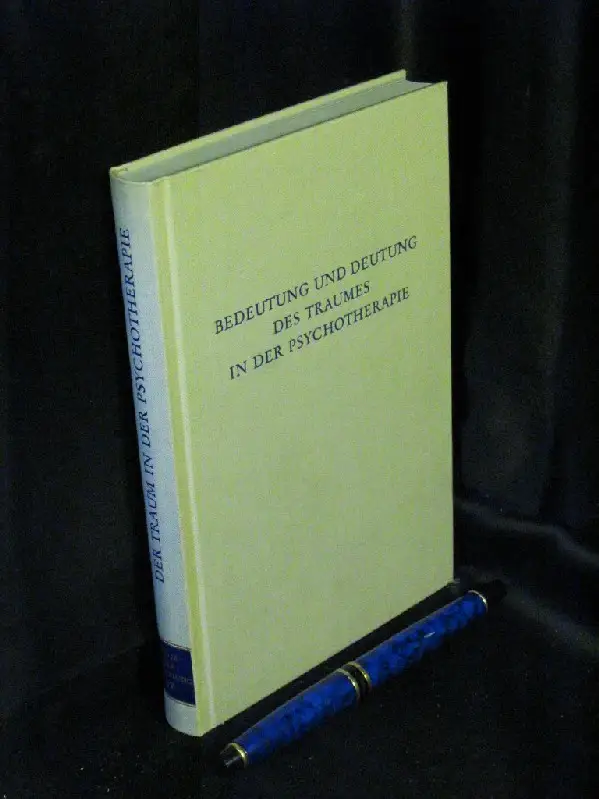 BEDEUTUNG UND DEUTUNG
DES TRAUMES
IN DER PSYCHOTHERAPIE
DER TRAUM IN DER PSYCHOTHERAPIE